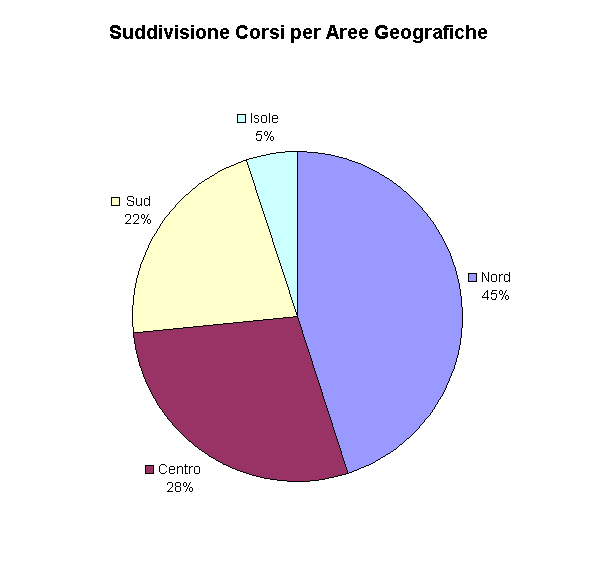 Suddivisione Corsi per Aree Geografiche
Isole
5%
Sud
22%
Nord
45%
Centro
28%